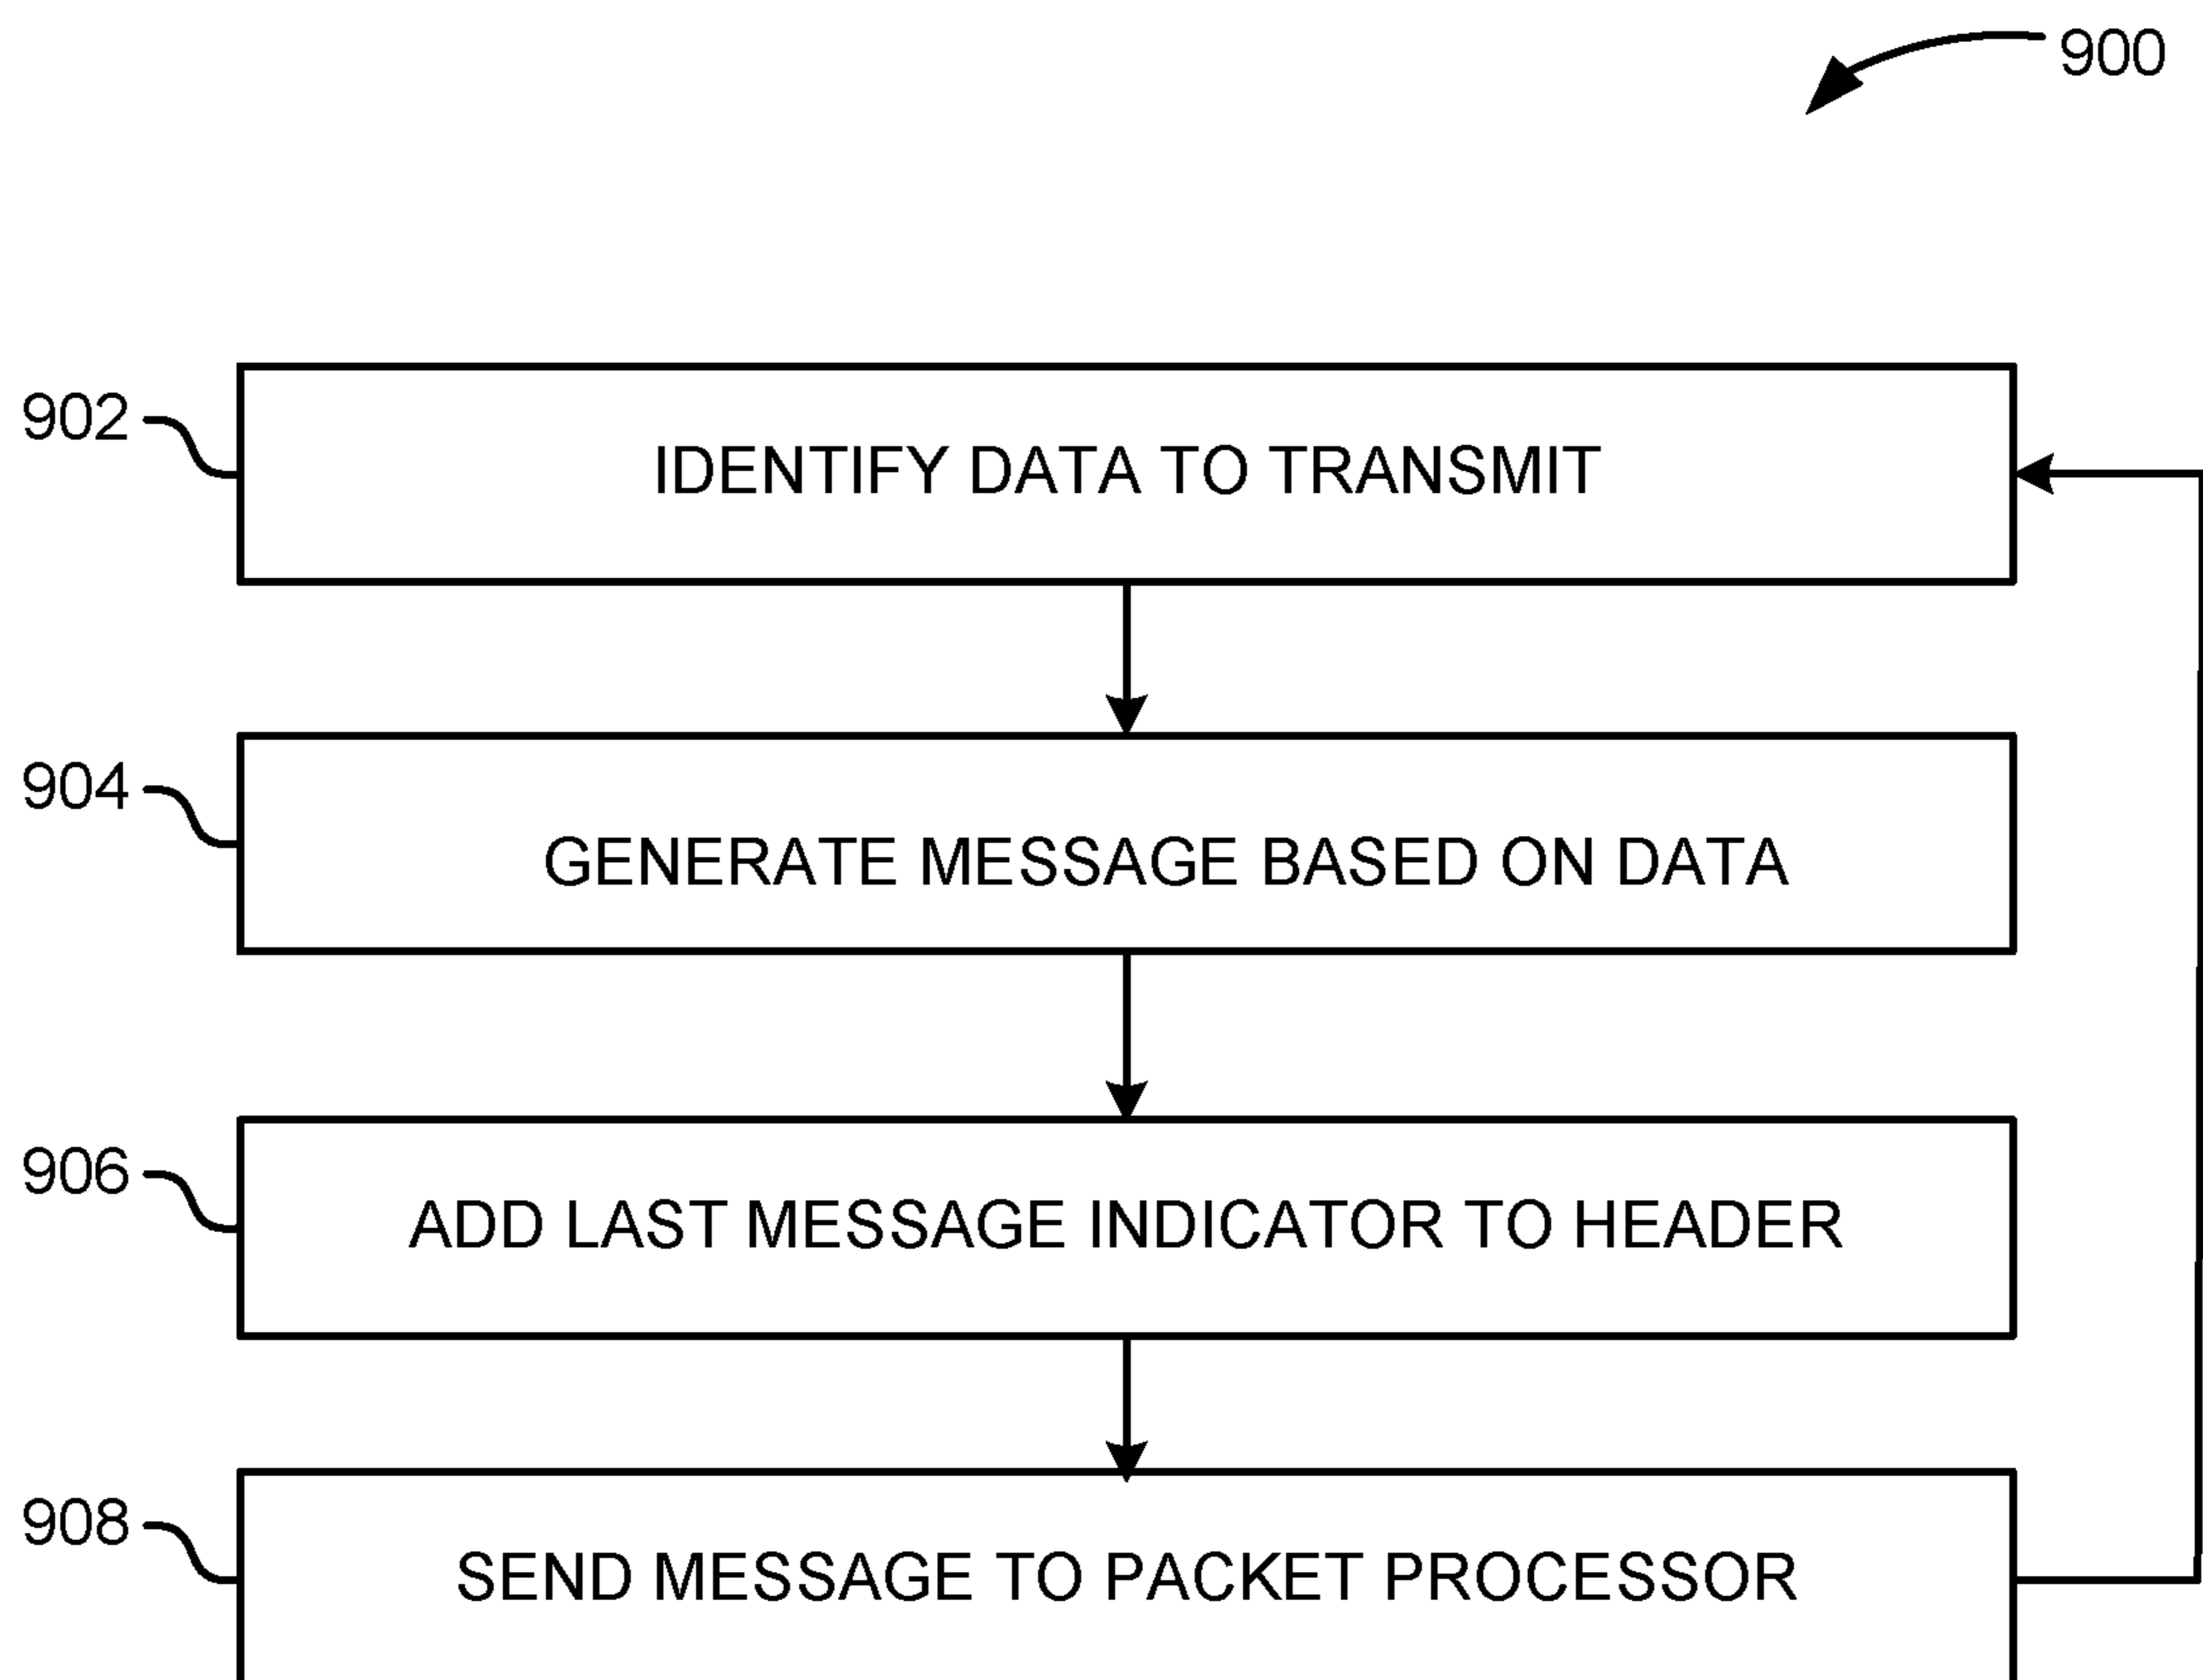 900
902
IDENTIFY DATA TO TRANSMIT
904
GENERATE MESSAGE BASED ON DATA
906
ADD LAST MESSAGE INDICATOR TO HEADER
908
SEND MESSAGE TO PACKET PROCESSOR